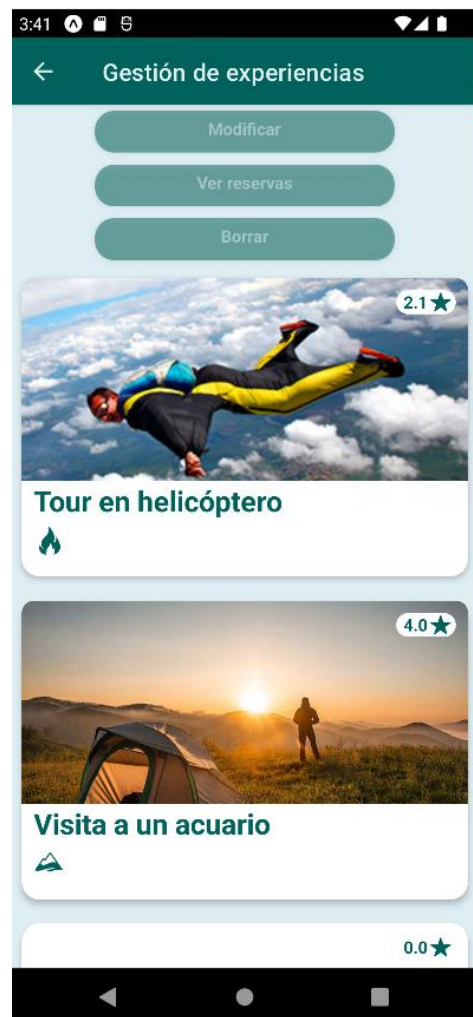 3:41
Gestión de experiencias
Modificar
Ver reservas
Borrar
2.1
Tour en helicóptero
4.0
Visita a un acuario
0.0